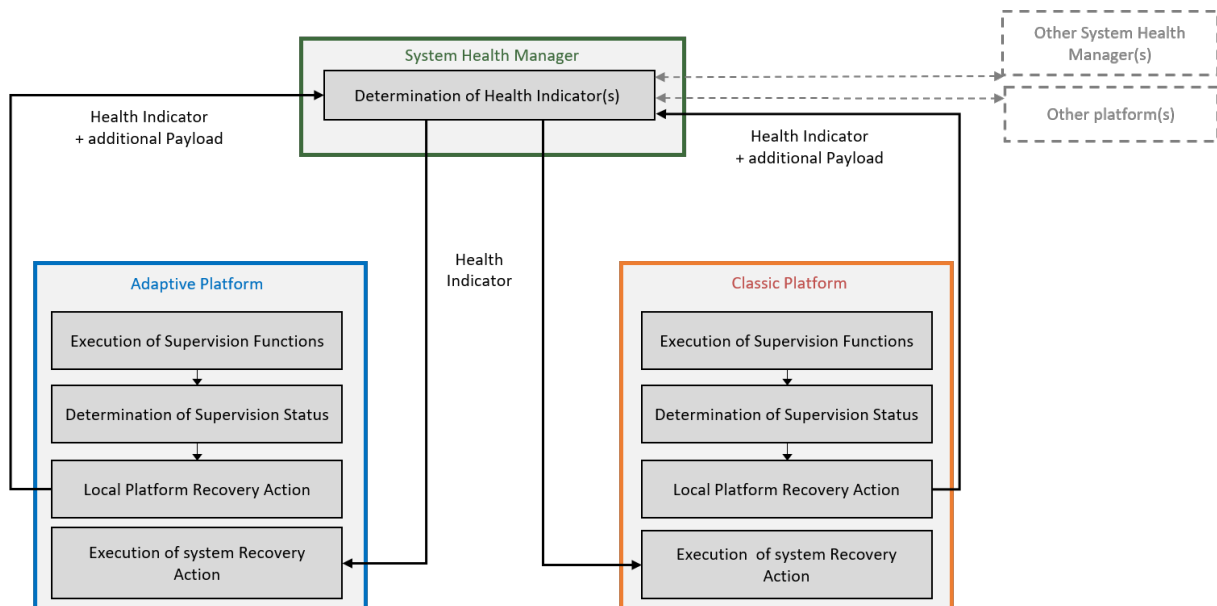 Other System Health
Manager(s)
System Health Manager
Determination of Health Indicator(s)
Other platform(s)
Health Indicator
+ additional Payload
Health Indicator
+ additional Payload
Health
Indicator
Adaptive Platform
Execution of Supervision Functions
Determination of Supervision Status
Local Platform Recovery Action
Execution of system Recovery
Action
Classic Platform
Execution of Supervision Functions
Determination of Supervision Status
Local Platform Recovery Action
Execution of system Recovery
Action